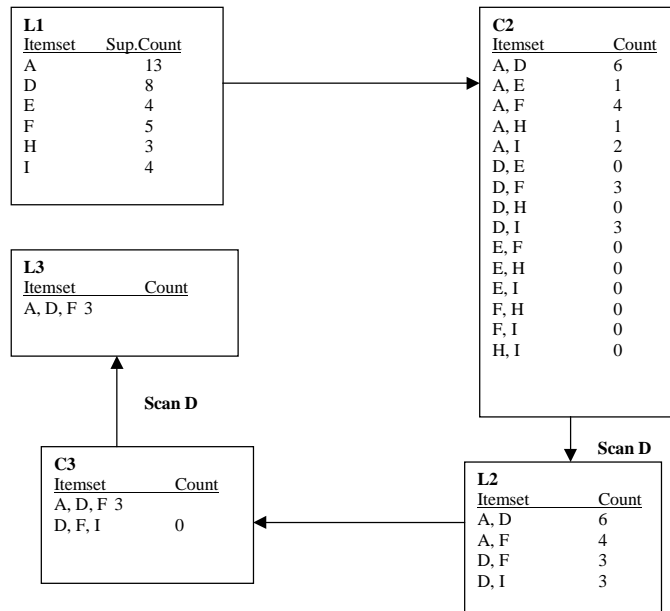 L1
Itemset Sup.Count
A 13
D 8
E 4
F 5
H 3
I 4
C2
Itemset Count
A, D 6
A, E 1
A, F 4
A, H 1
A, I 2
D, E 0
D, F 3
D, H 0
D, I 3
E, F 0
E, H 0
E, I 0
F, H 0
F, I 0
H, I 0
L3
Itemset Count
A, D, F 3
Scan D
Scan D
C3
Itemset Count
A, D, F 3
D, F, I 0
L2
Itemset Count
A, D 6
A, F 4
D, F 3
D, I 3